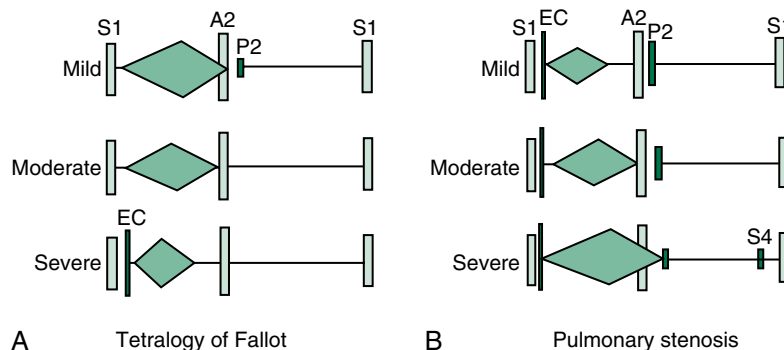 S1
A2
P2
S1
Mild
Moderate
EC
Severe
A
Tetralogy of Fallot
S1
EC
A2
P2
S1
Mild
Moderate
S4
Severe
B
Pulmonary stenosis